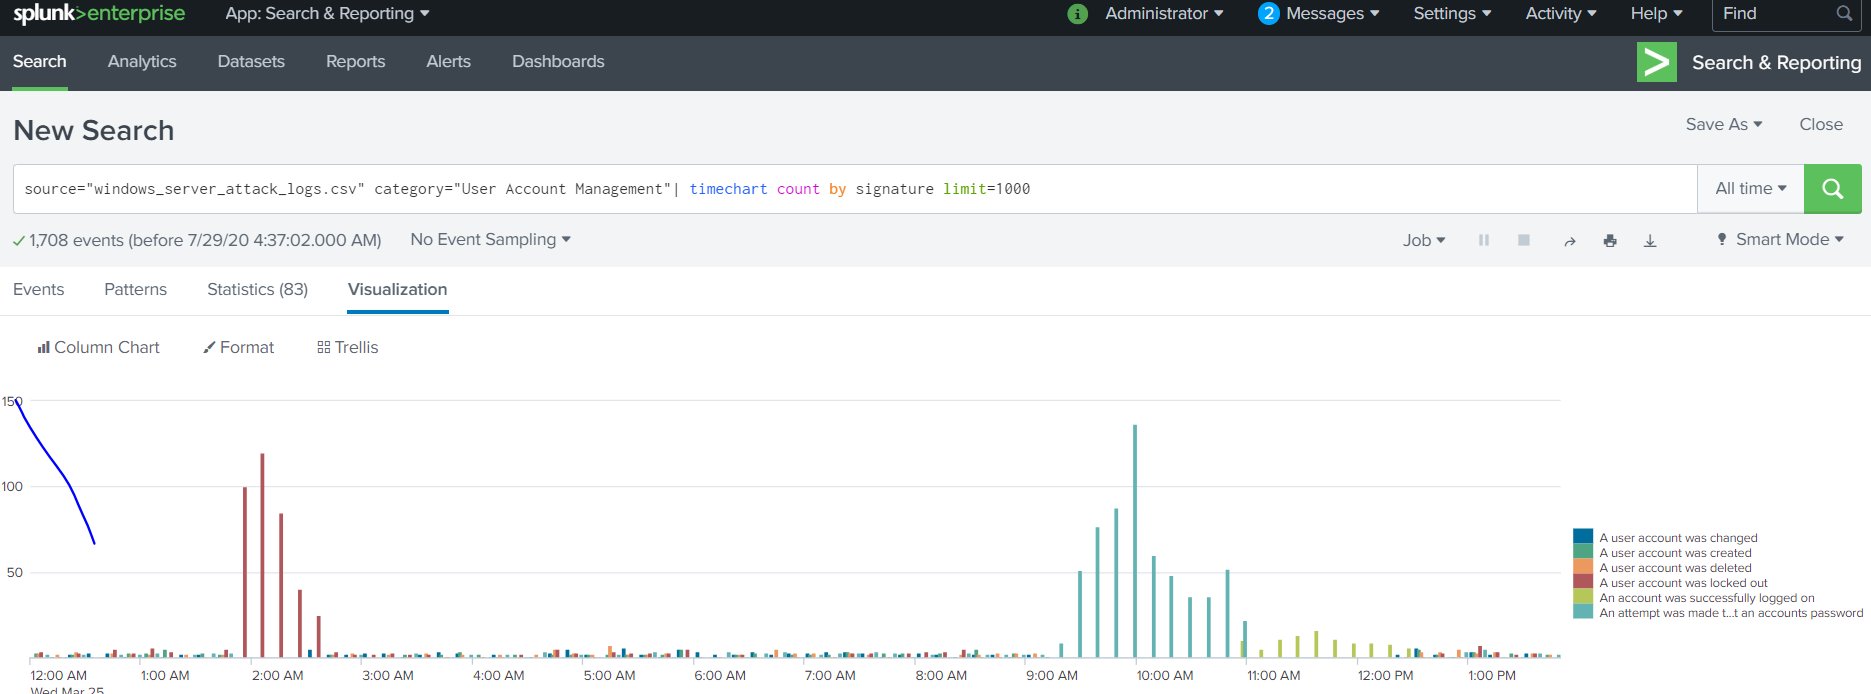 splunk>enterprise App: Search & Reporting i Administrator 2 Messages Settings Activity Help Find
Search Analytics Datasets Reports Alerts Dashboards Search & Reporting
New Search
Save As Close
source="windows_server_attack_logs.csv" category="User Account Management"| timechart count by signature limit=1000
All time
1,708 events (before 7/29/20 4:37:02.000 AM) No Event Sampling Job Smart Mode
Events Patterns Statistics (83) Visualization
Column Chart Format Trellis
150
100
50
A user account was changed
A user account was created
A user account was deleted
A user account was locked out
An account was successfully logged on
An attempt was made t...t an accounts password
12:00 AM 1:00 AM 2:00 AM 3:00 AM 4:00 AM 5:00 AM 6:00 AM 7:00 AM 8:00 AM 9:00 AM 10:00 AM 11:00 AM 12:00 PM 1:00 PM
Wed Mar 25